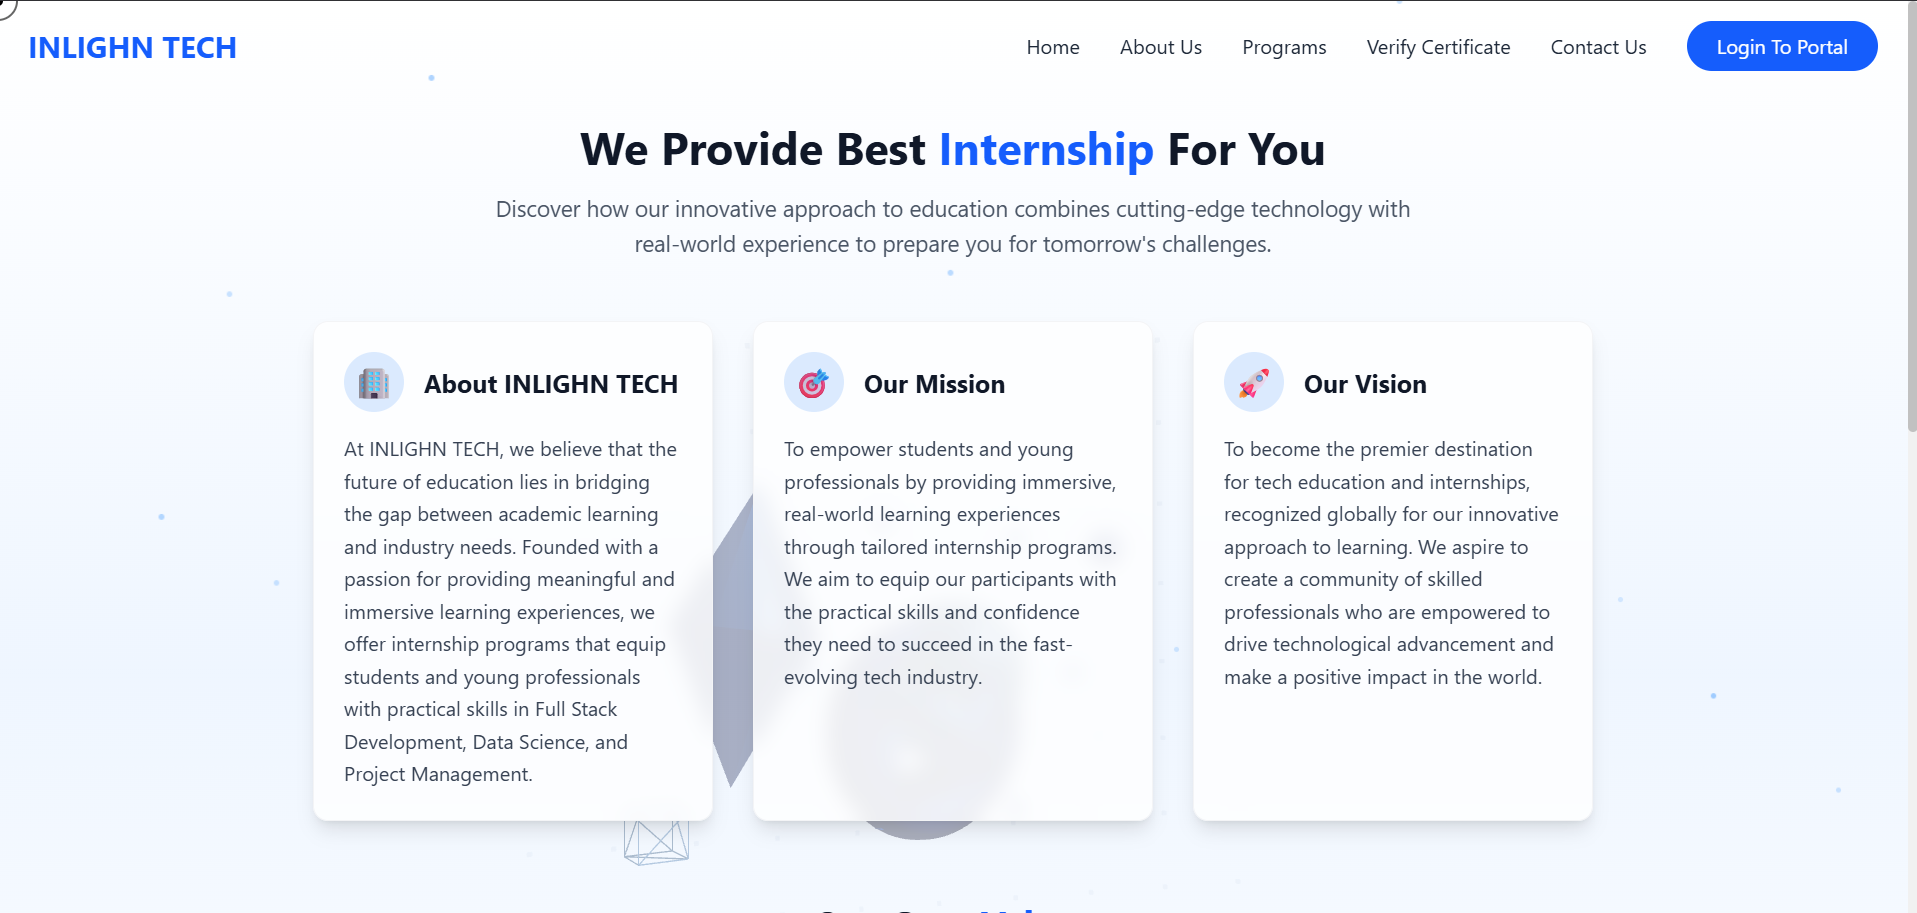 INLIGHN TECH
Home
About Us
Programs
Verify Certificate
Contact Us
Login To Portal
We Provide Best Internship For You
Discover how our innovative approach to education combines cutting-edge technology with
real-world experience to prepare you for tomorrow's challenges.
About INLIGHN TECH
At INLIGHN TECH, we believe that the
future of education lies in bridging
the gap between academic learning
and industry needs. Founded with a
passion for providing meaningful and
immersive learning experiences, we
offer internship programs that equip
students and young professionals
with practical skills in Full Stack
Development, Data Science, and
Project Management.
Our Mission
To empower students and young
professionals by providing immersive,
real-world learning experiences
through tailored internship programs.
We aim to equip our participants with
the practical skills and confidence
they need to succeed in the fast-
evolving tech industry.
Our Vision
To become the premier destination
for tech education and internships,
recognized globally for our innovative
approach to learning. We aspire to
create a community of skilled
professionals who are empowered to
drive technological advancement and
make a positive impact in the world.